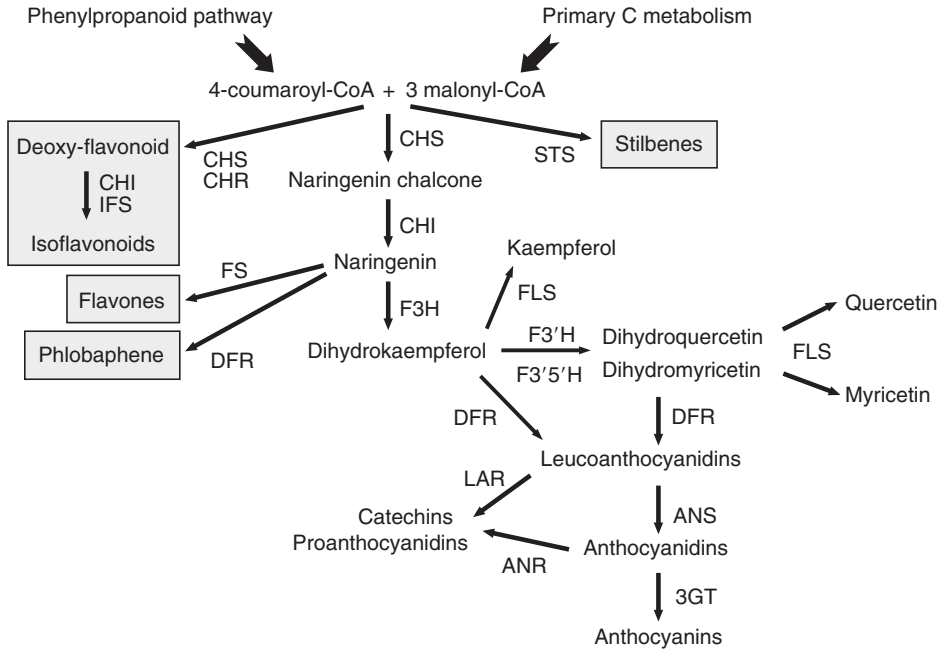 Phenylpropanoid pathway
Primary C metabolism
4-coumaroyl-CoA + 3 malonyl-CoA
Deoxy-flavonoid
CHI
IFS
Isoflavonoids
CHS
CHR
CHS
STS
Stilbenes
Naringenin chalcone
CHI
Naringenin
FS
Flavones
Phlobaphene
DFR
F3H
Kaempferol
FLS
Dihydrokaempferol
F3′H
F3′5′H
Dihydroquercetin
Dihydromyricetin
Quercetin
FLS
Myricetin
DFR
DFR
Leucoanthocyanidins
LAR
ANS
Catechins
Proanthocyanidins
ANR
Anthocyanidins
3GT
Anthocyanins